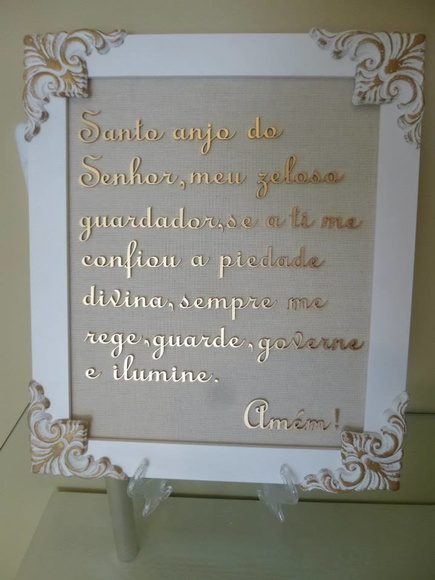 Santo anjo do
Senhor, meu zeloso
guardador, se a ti me
confiou a piedade
divina, sempre me
rege, guarde, governe
e ilumine.
Amém!